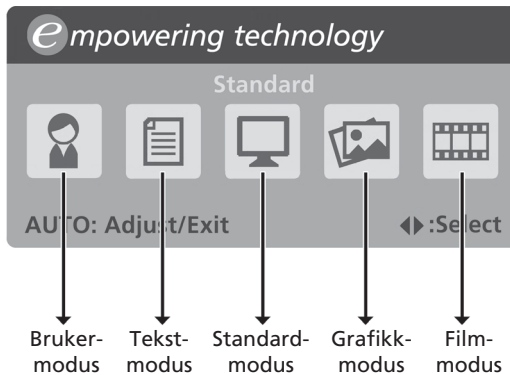 empowering technology
Standard
AUTO: Adjust/Exit
:Select
Bruker-
modus
Tekst-
modus
Standard-
modus
Grafikk-
modus
Film-
modus